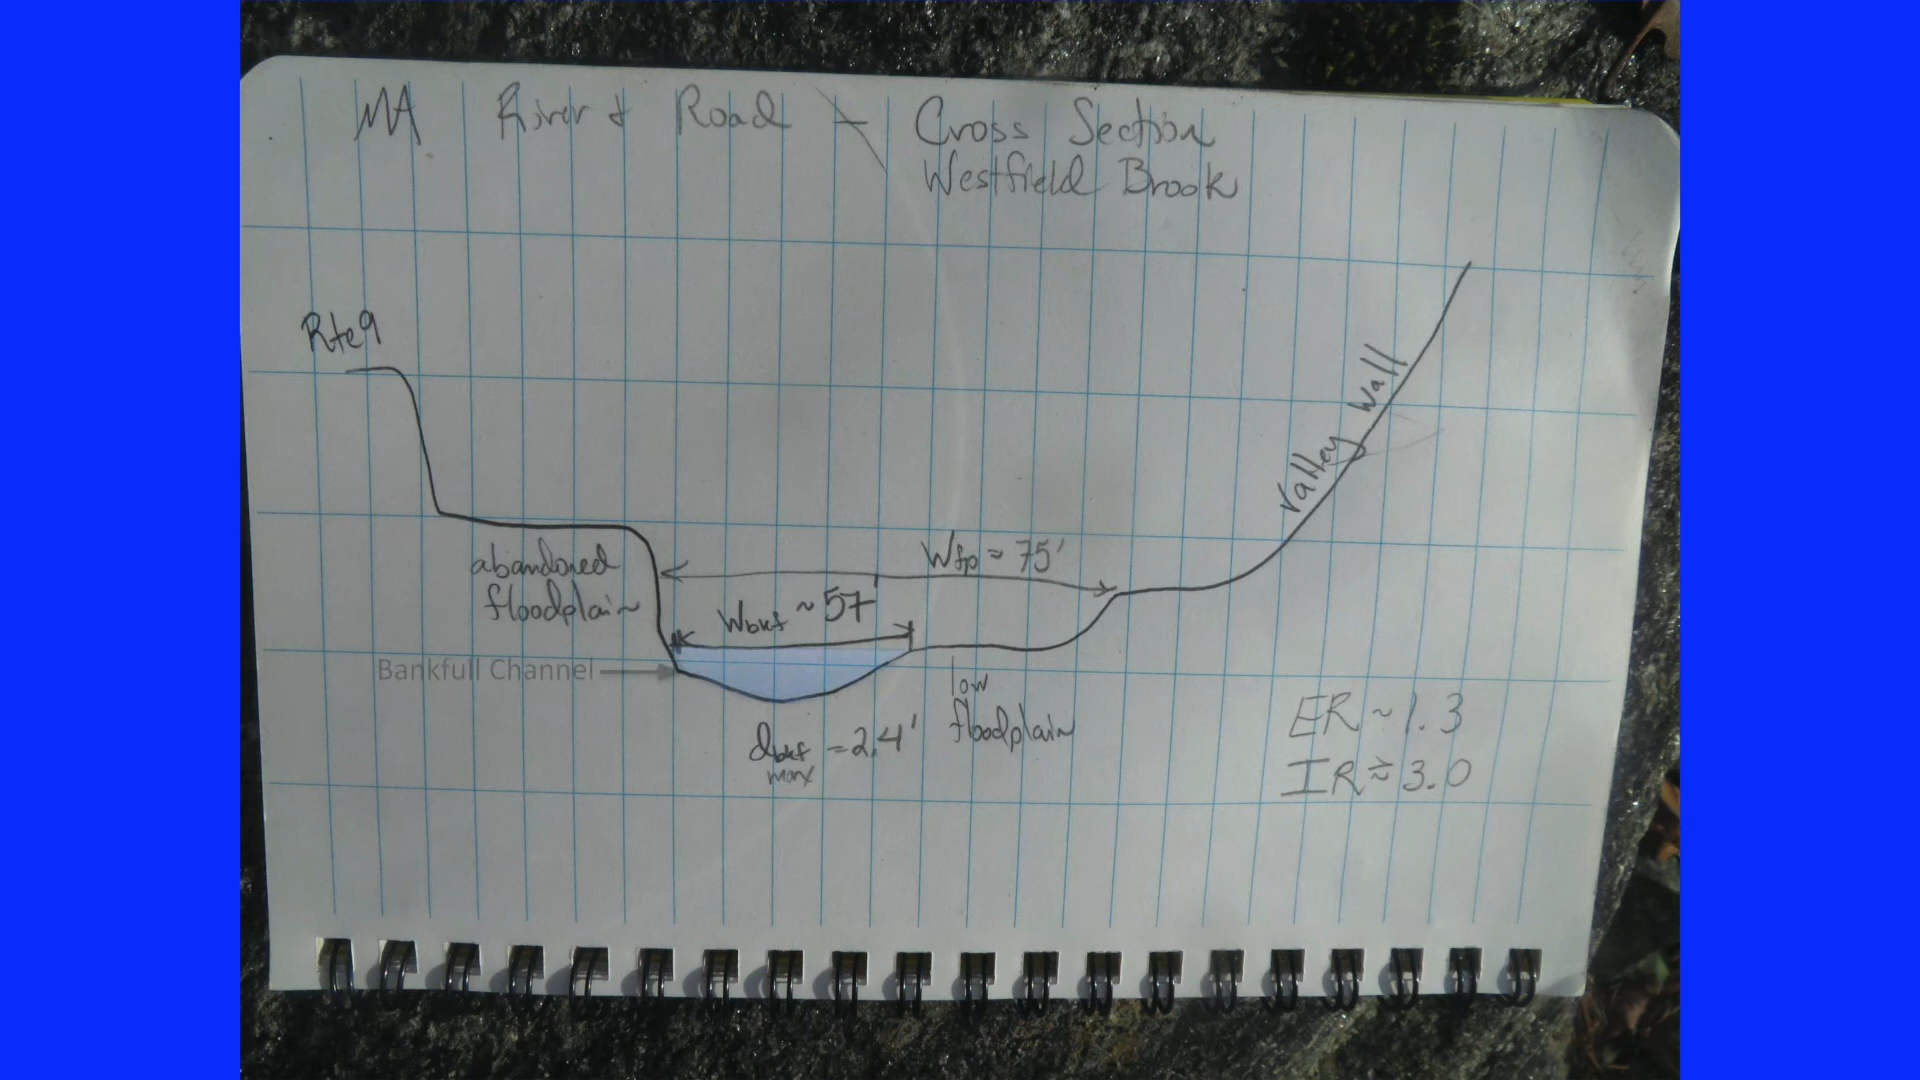 MA River & Road - Cross Section
Westfield Brook
Rte 9
Valley Wall
abandoned
floodplain
Wfp ≈ 75'
Wbkf ~ 57'
Bankfull Channel
low
floodplain
dbkf = 2.4'
max
ER ~ 1.3
IR ≈ 3.0